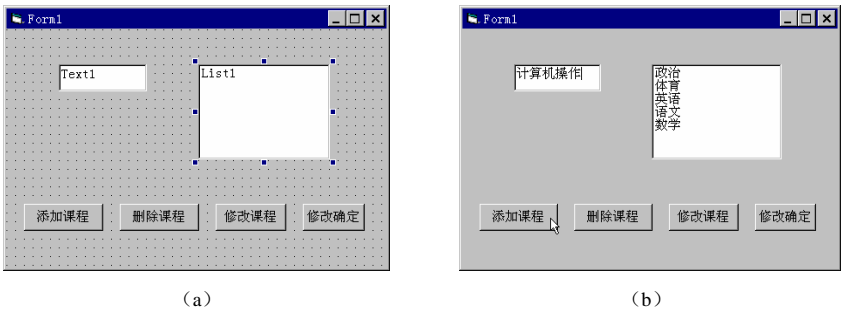 Form1
Text1
List1
添加课程
删除课程
修改课程
修改确定
(a)
Form1
计算机操作
政治
体育
英语
语文
数学
添加课程
删除课程
修改课程
修改确定
(b)